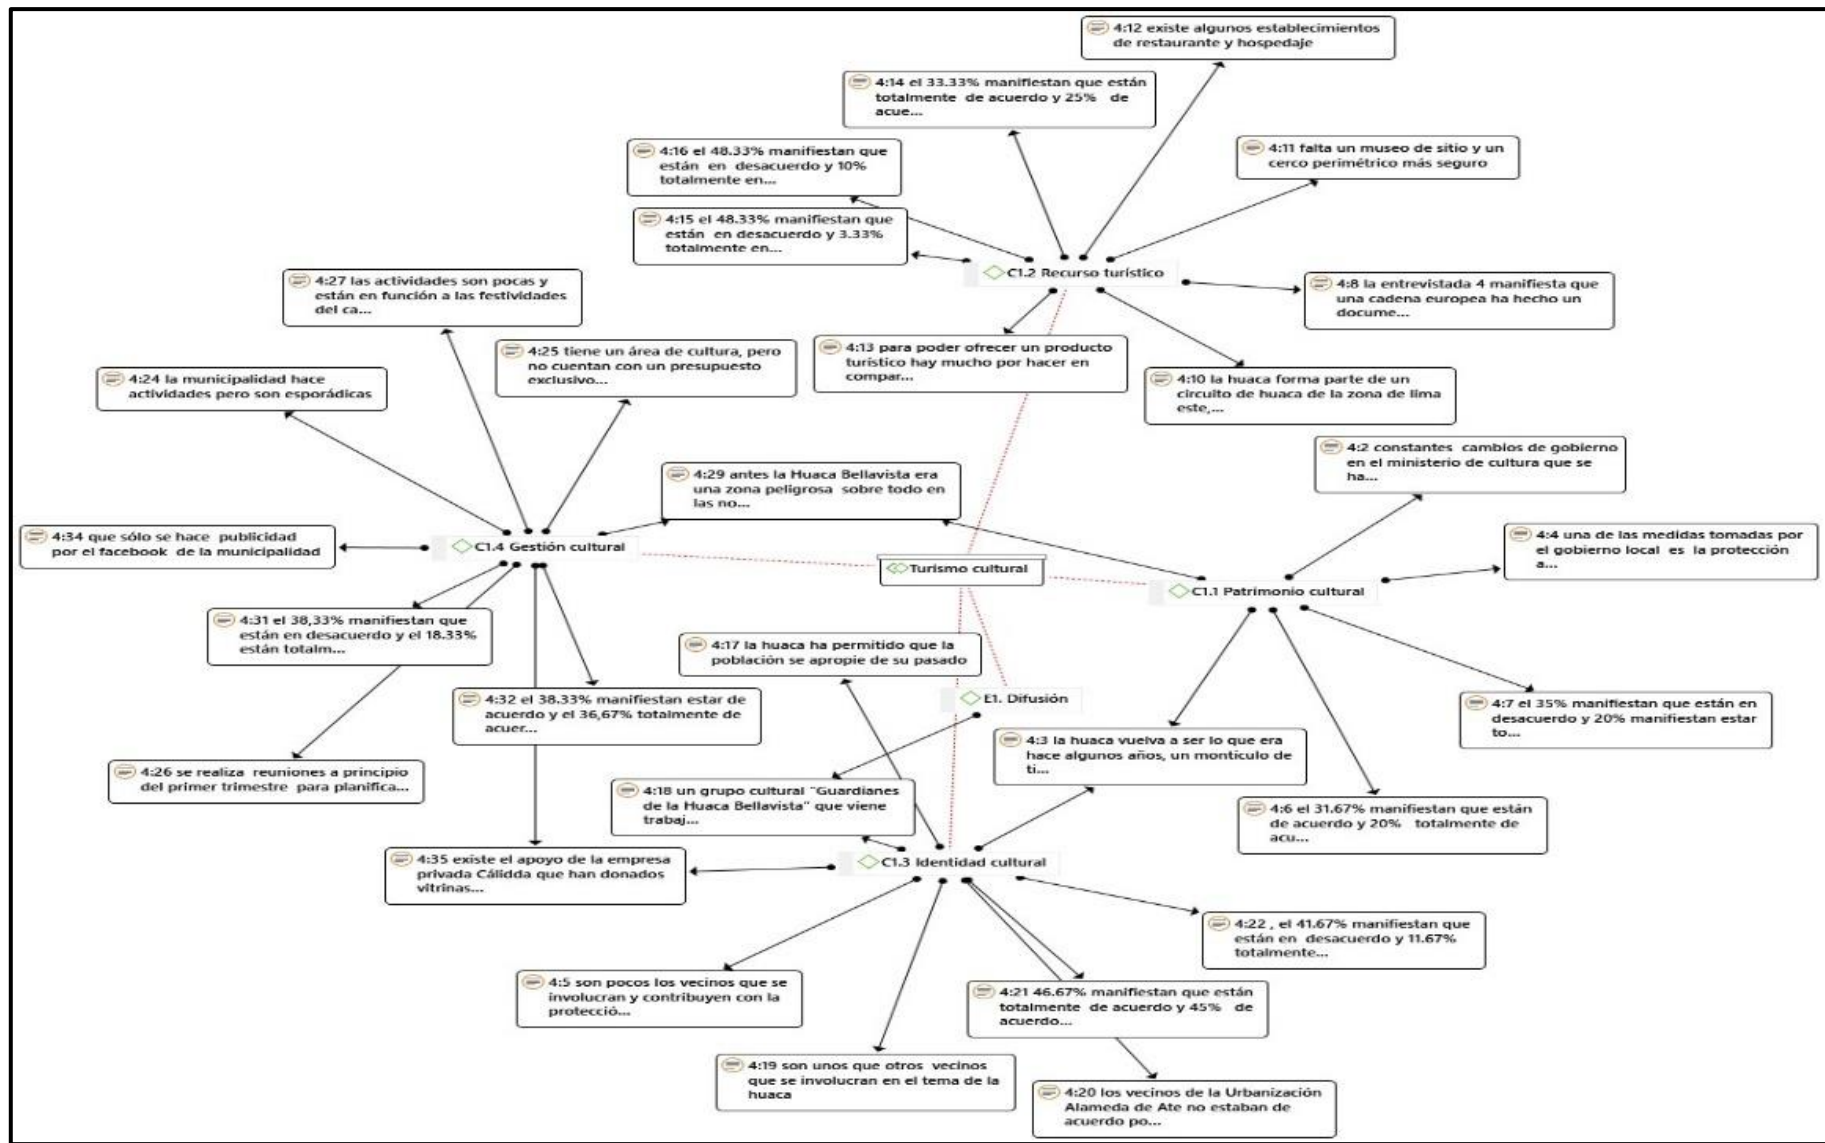 4:12 existe algunos establecimientos
de restaurante y hospedaje
4:14 el 33.33% manifiestan que están
totalmente de acuerdo y 25% de
acue...
4:16 el 48.33% manifiestan que
están en desacuerdo y 10%
totalmente en...
4:11 falta un museo de sitio y un
cerco perimétrico más seguro
4:15 el 48.33% manifiestan que
están en desacuerdo y 3.33%
totalmente en...
C1.2 Recurso turístico
4:27 las actividades son pocas y
están en función a las festividades
del ca...
4:8 la entrevistada 4 manifiesta que
una cadena europea ha hecho un
docume...
4:25 tiene un área de cultura, pero
no cuentan con un presupuesto
exclusivo...
4:13 para poder ofrecer un producto
turístico hay mucho por hacer en
compar...
4:24 la municipalidad hace
actividades pero son esporádicas
4:10 la huaca forma parte de un
circuito de huaca de la zona de lima
este,...
4:2 constantes cambios de gobierno
en el ministerio de cultura que se
ha...
4:29 antes la Huaca Bellavista era
una zona peligrosa sobre todo en
las no...
4:34 que sólo se hace publicidad
por el facebook de la municipalidad
C1.4 Gestión cultural
4:4 una de las medidas tomadas por
el gobierno local es la protección
a...
Turismo cultural
C1.1 Patrimonio cultural
4:31 el 38,33% manifiestan que
están en desacuerdo y el 18.33%
están totalm...
4:17 la huaca ha permitido que la
población se apropie de su pasado
4:32 el 38.33% manifiestan estar de
acuerdo y el 36,67% totalmente de
acuer...
E1. Difusión
4:7 el 35% manifiestan que están en
desacuerdo y 20% manifiestan estar
to...
4:3 la huaca vuelva a ser lo que era
hace algunos años, un montículo de
ti...
4:26 se realiza reuniones a principio
del primer trimestre para planifica...
4:18 un grupo cultural "Guardianes
de la Huaca Bellavista" que viene
trabaj...
4:6 el 31.67% manifiestan que están
de acuerdo y 20% totalmente de
acu...
4:35 existe el apoyo de la empresa
privada Cálidda que han donados
vitrinas...
C1.3 Identidad cultural
4:22 , el 41.67% manifiestan que
están en desacuerdo y 11.67%
totalmente...
4:5 son pocos los vecinos que se
involucran y contribuyen con la
protecció...
4:21 46.67% manifiestan que están
totalmente de acuerdo y 45% de
acuerdo...
4:19 son unos que otros vecinos
que se involucran en el tema de la
huaca
4:20 los vecinos de la Urbanización
Alameda de Ate no estaban de
acuerdo po...